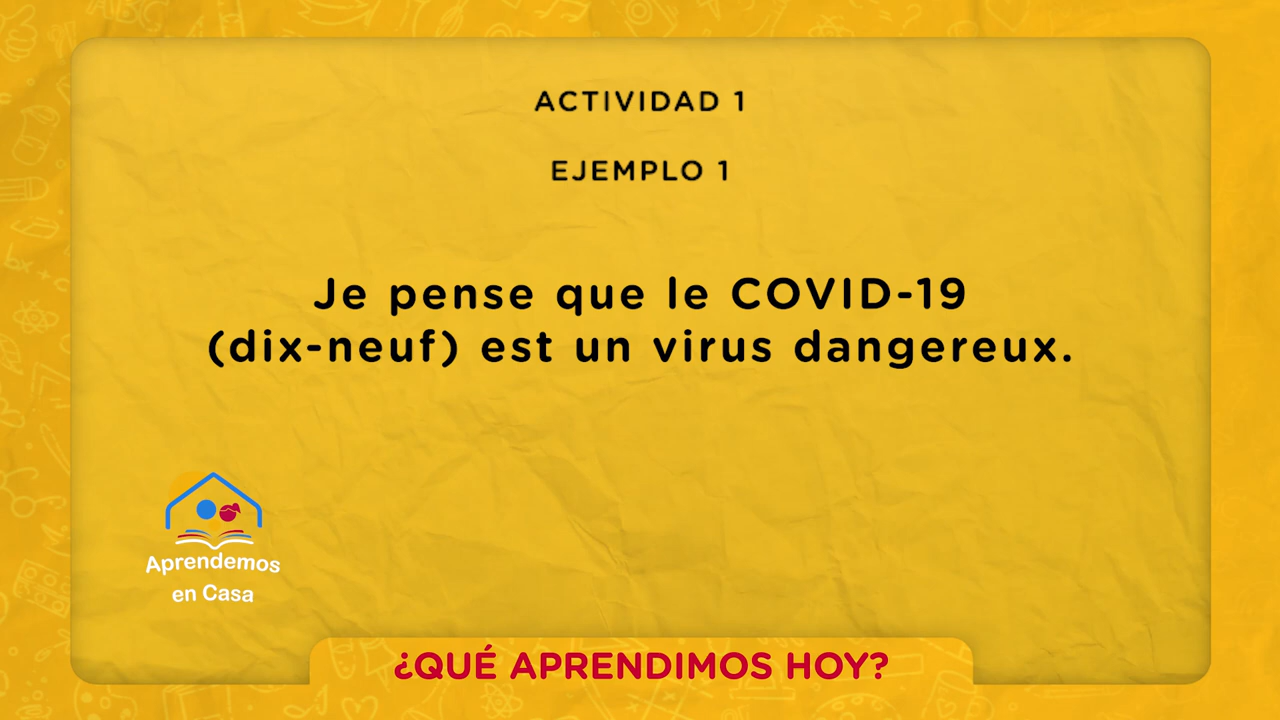 ACTIVIDAD 1
EJEMPLO 1
Je pense que le COVID-19
(dix-neuf) est un virus dangereux.
Aprendemos
en Casa
¿QUÉ APRENDIMOS HOY?